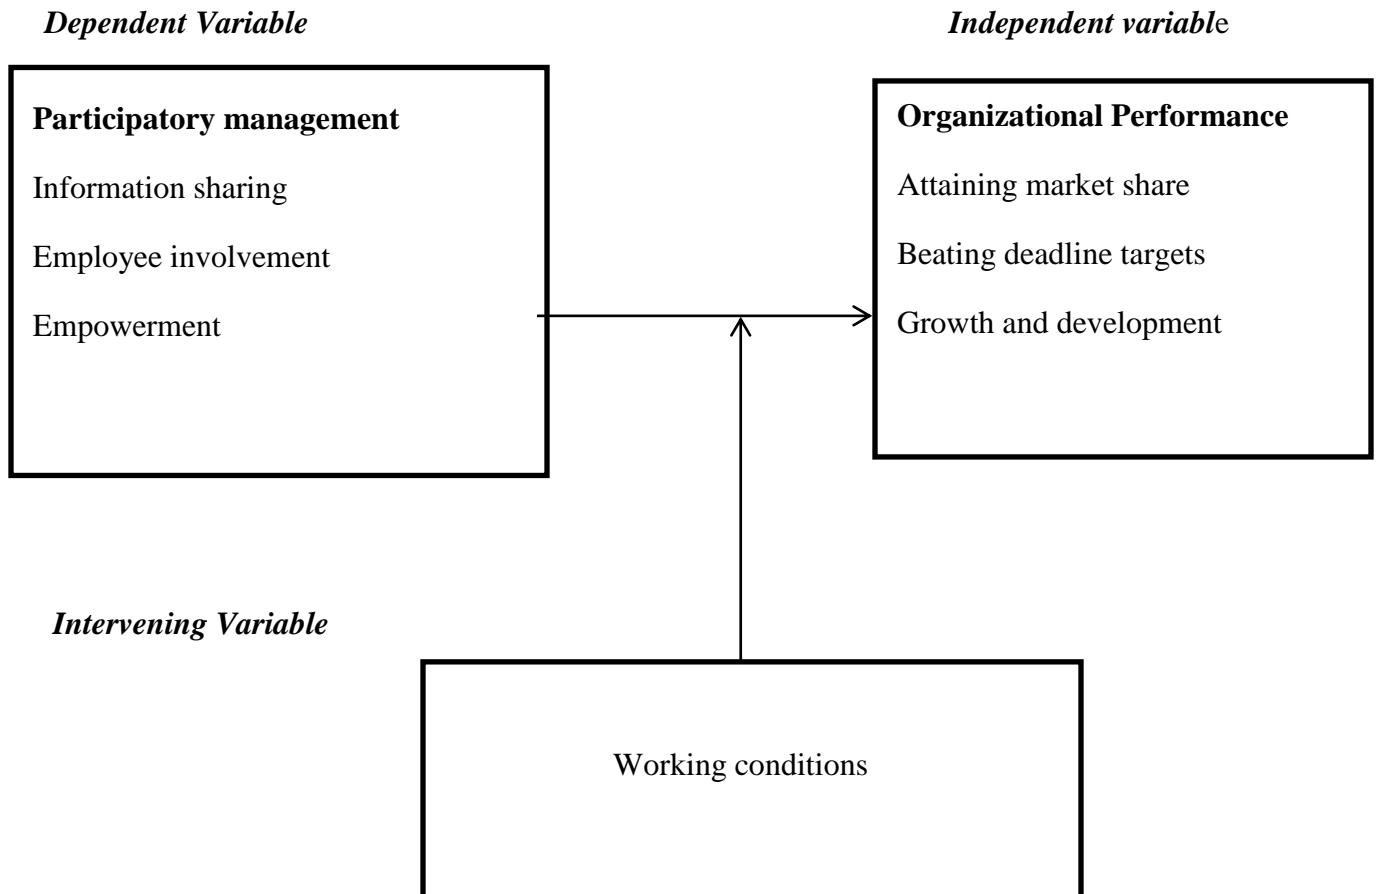 Dependent Variable
Independent variable
Participatory management
Information sharing
Employee involvement
Empowerment
Organizational Performance
Attaining market share
Beating deadline targets
Growth and development
Intervening Variable
Working conditions